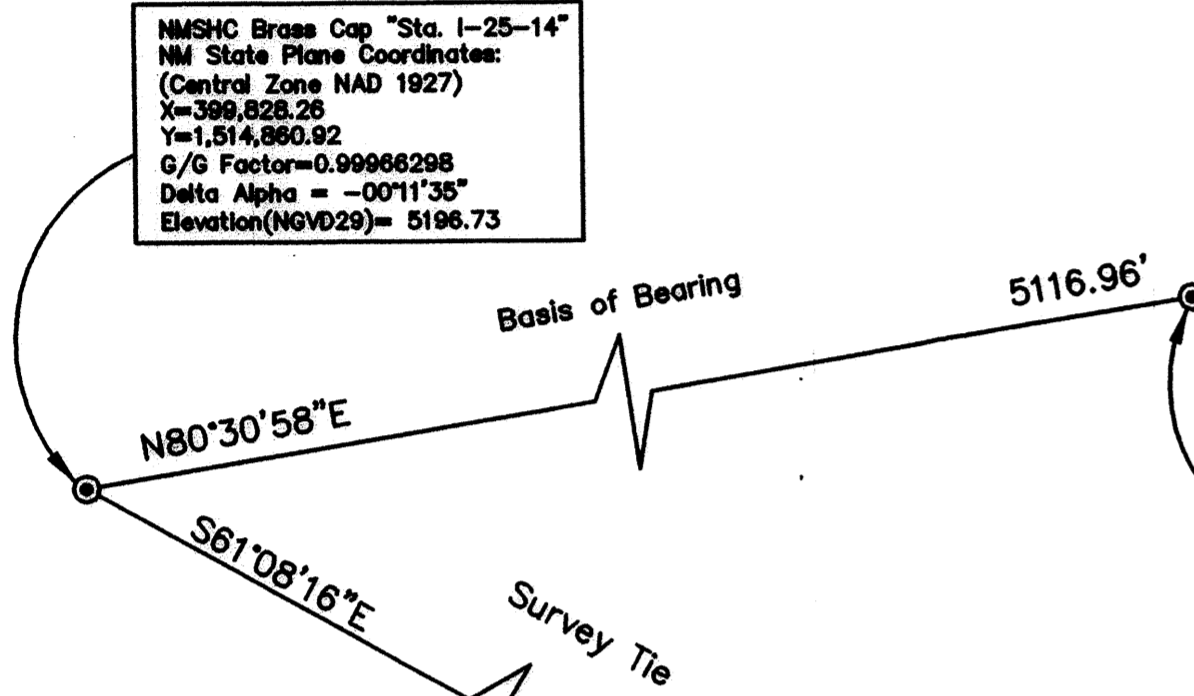 NMSHC Brass Cap "Sta. I-25-14"
NM State Plane Coordinates:
(Central Zone NAD 1927)
X=399,828.26
Y=1,514,860.92
G/G Factor=0.99966298
Delta Alpha = -00°11'35"
Elevation(NGVD29)= 5196.73
Basis of Bearing
5116.96'
N80°30'58"E
S61°08'16"E
Survey Tie